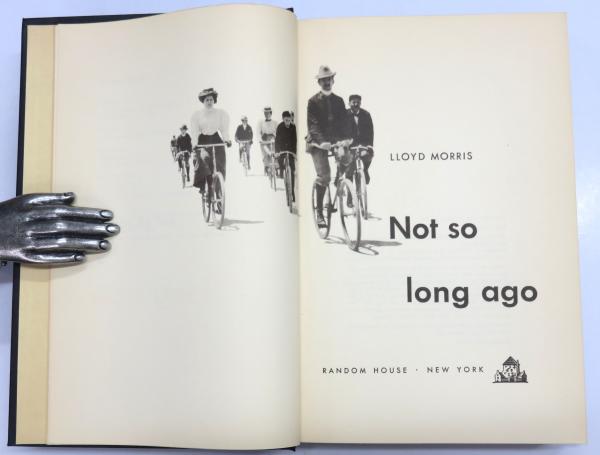 LLOYD MORRIS
Not so
long ago
RANDOM HOUSE · NEW YORK